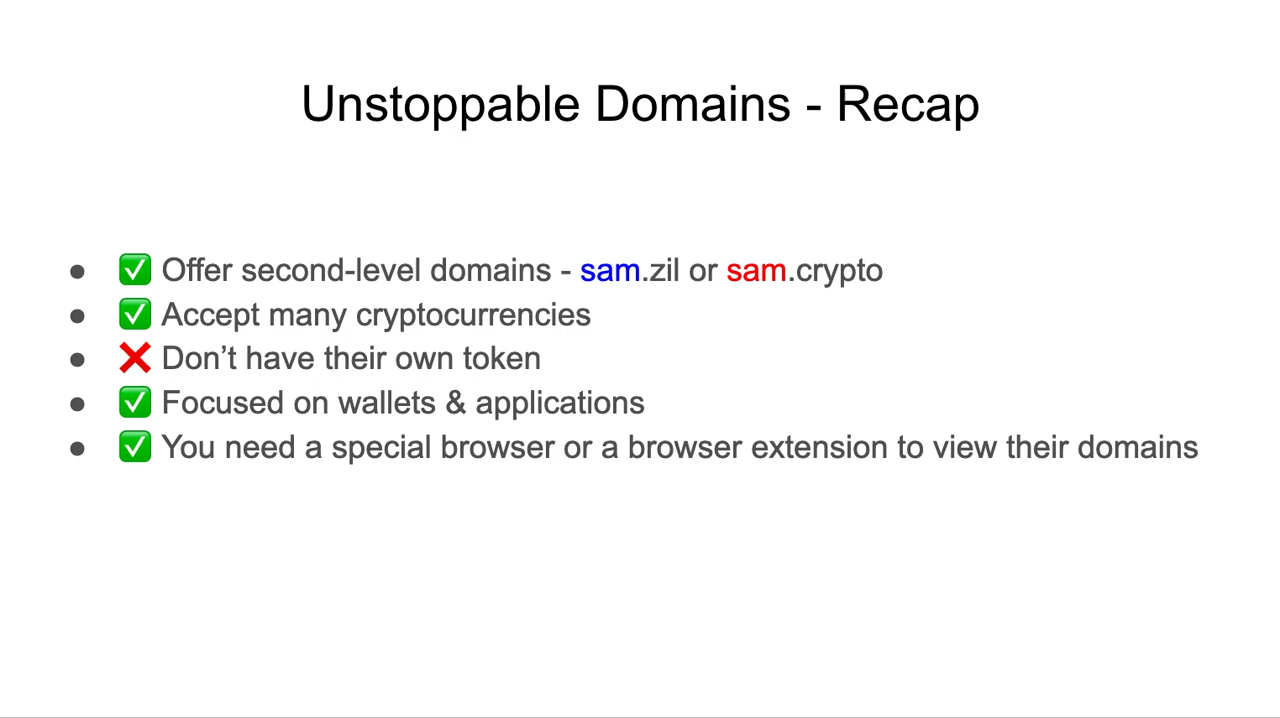 Unstoppable Domains - Recap
● ✅ Offer second-level domains - sam.zil or sam.crypto
● ✅ Accept many cryptocurrencies
● ❌ Don’t have their own token
● ✅ Focused on wallets & applications
● ✅ You need a special browser or a browser extension to view their domains